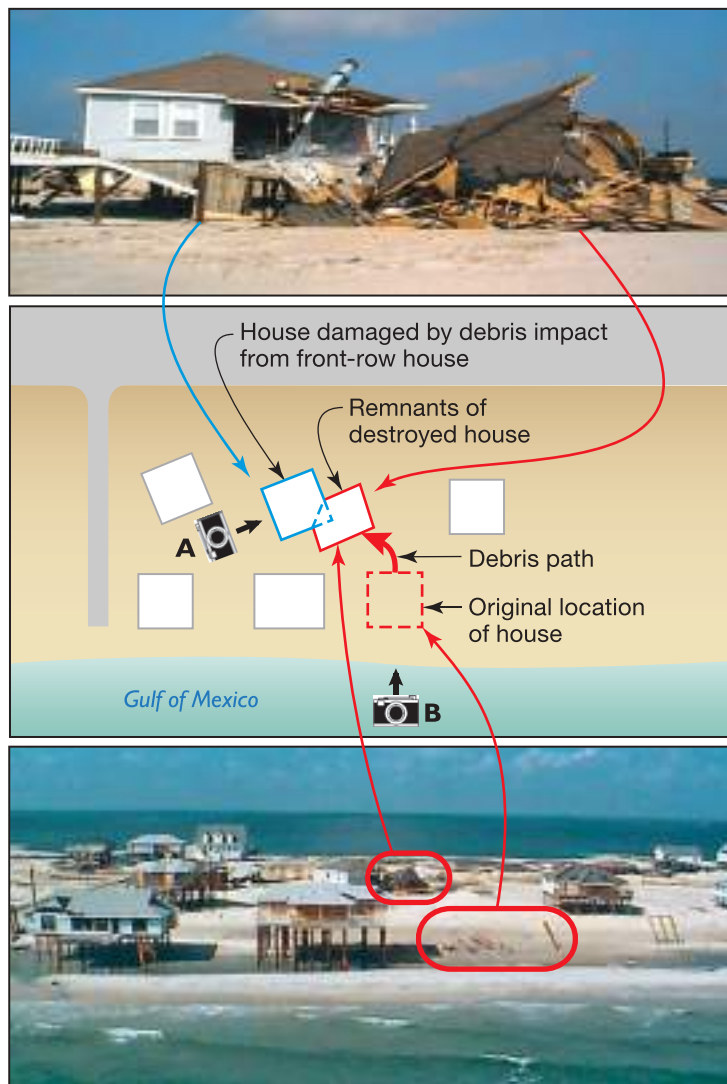 House damaged by debris impact
from front-row house
Remnants of
destroyed house
A
Debris path
Original location
of house
Gulf of Mexico
B